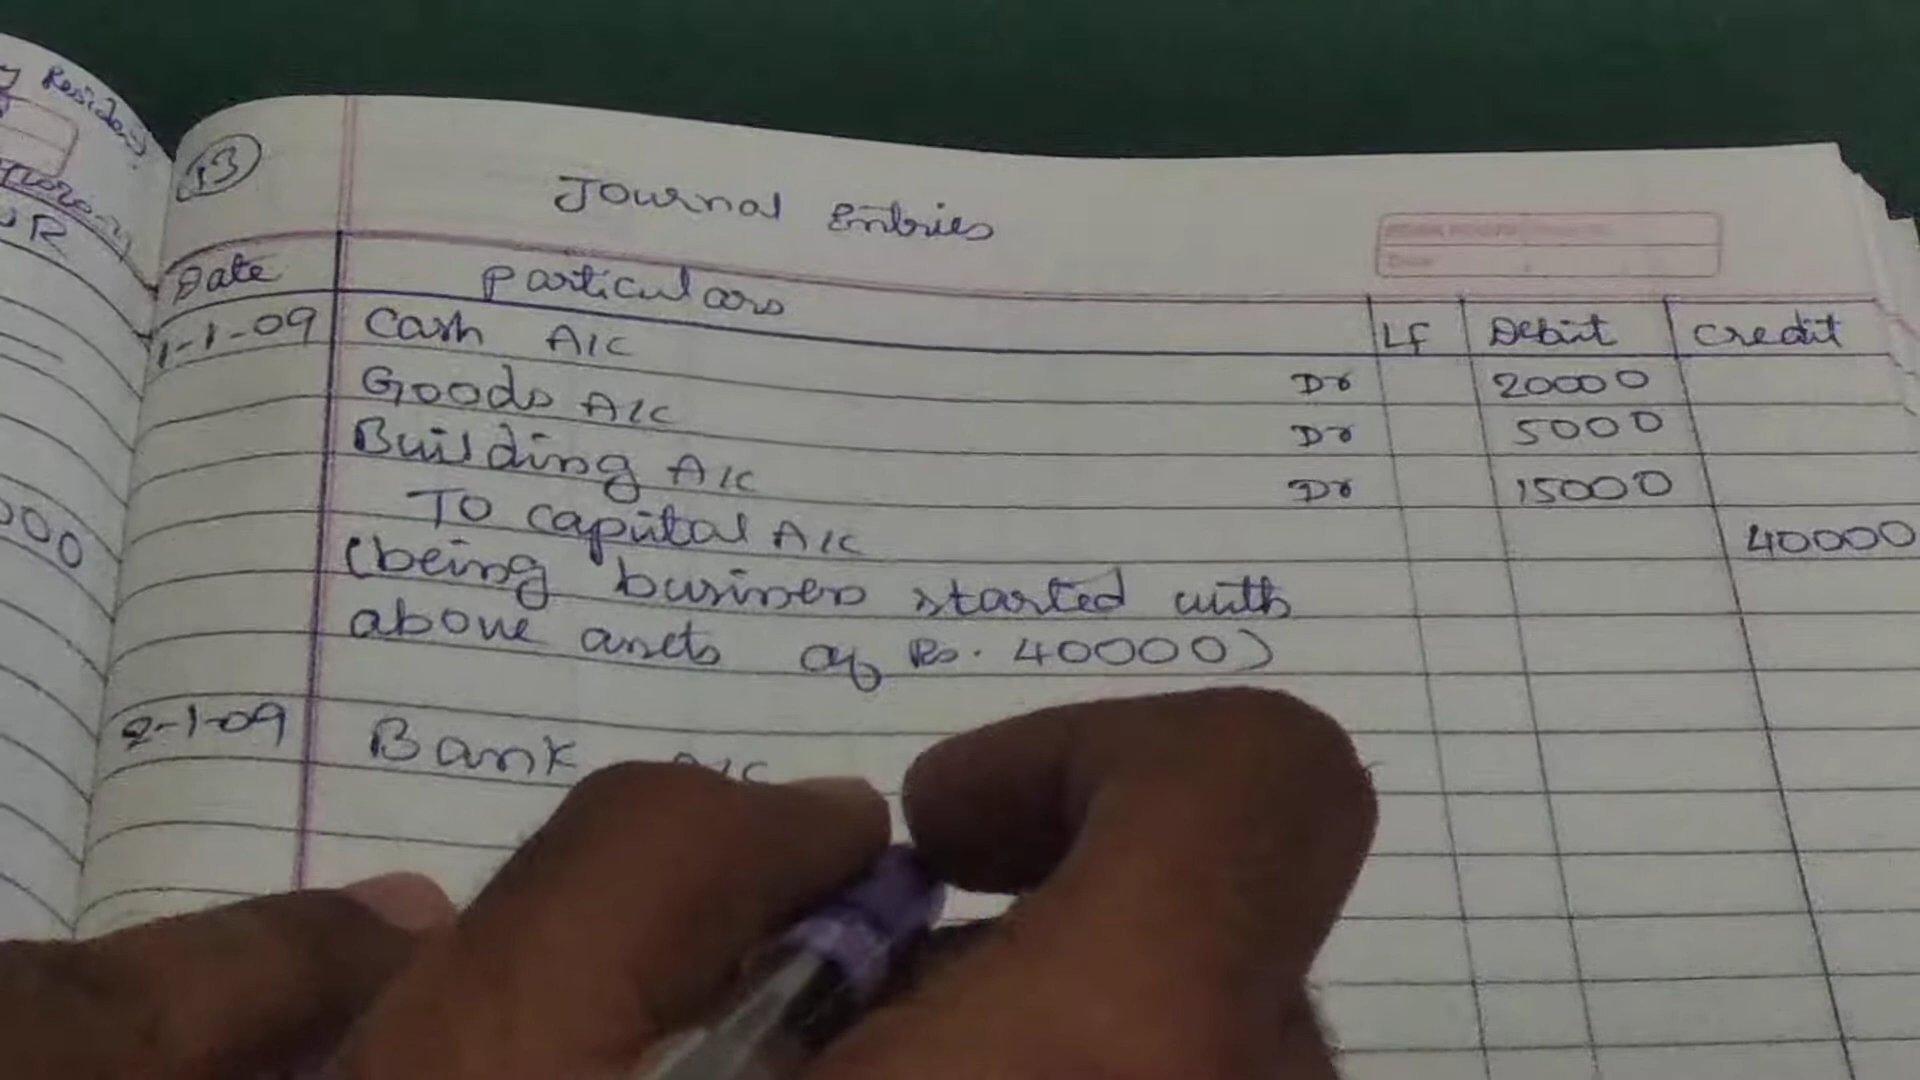 13
Journal Entries
Date Particulars LF Debit Credit
1-1-09 Cash A/C Dr 20000
Goods A/C Dr 5000
Building A/C Dr 15000
To capital A/C 40000
(being business started with
above assets of Rs. 40000)
2-1-09 Bank A/C
000